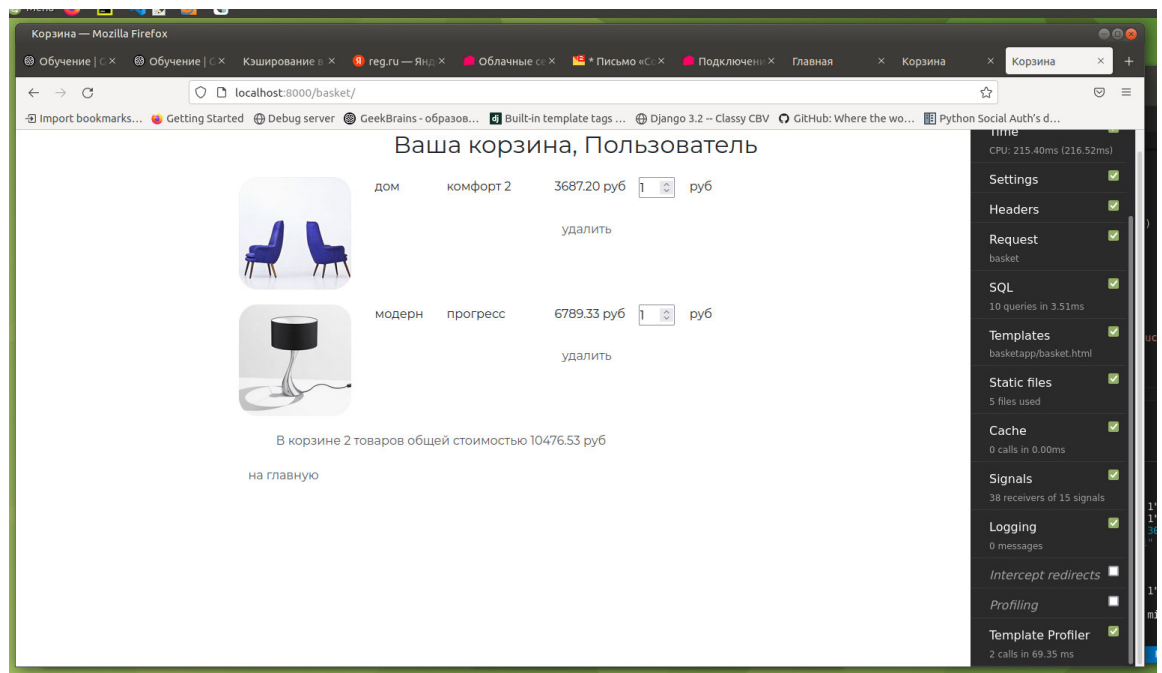 Корзина — Mozilla Firefox
Обучение | С Обучение | С Кэширование в reg.ru — Янд Облачные се * Письмо «Со Подключени Главная Корзина Корзина
localhost:8000/basket/
Import bookmarks... Getting Started Debug server GeekBrains - образов... Built-in template tags ... Django 3.2 -- Classy CBV GitHub: Where the wo... Python Social Auth's d...
Ваша корзина, Пользователь
дом комфорт 2 3687.20 руб 1 руб
удалить
модерн прогресс 6789.33 руб 1 руб
удалить
В корзине 2 товаров общей стоимостью 10476.53 руб
на главную
Time
CPU: 215.40ms (216.52ms)
Settings
Headers
Request
basket
SQL
10 queries in 3.51ms
Templates
basketapp/basket.html
Static files
5 files used
Cache
0 calls in 0.00ms
Signals
38 receivers of 15 signals
Logging
0 messages
Intercept redirects
Profiling
Template Profiler
2 calls in 69.35 ms